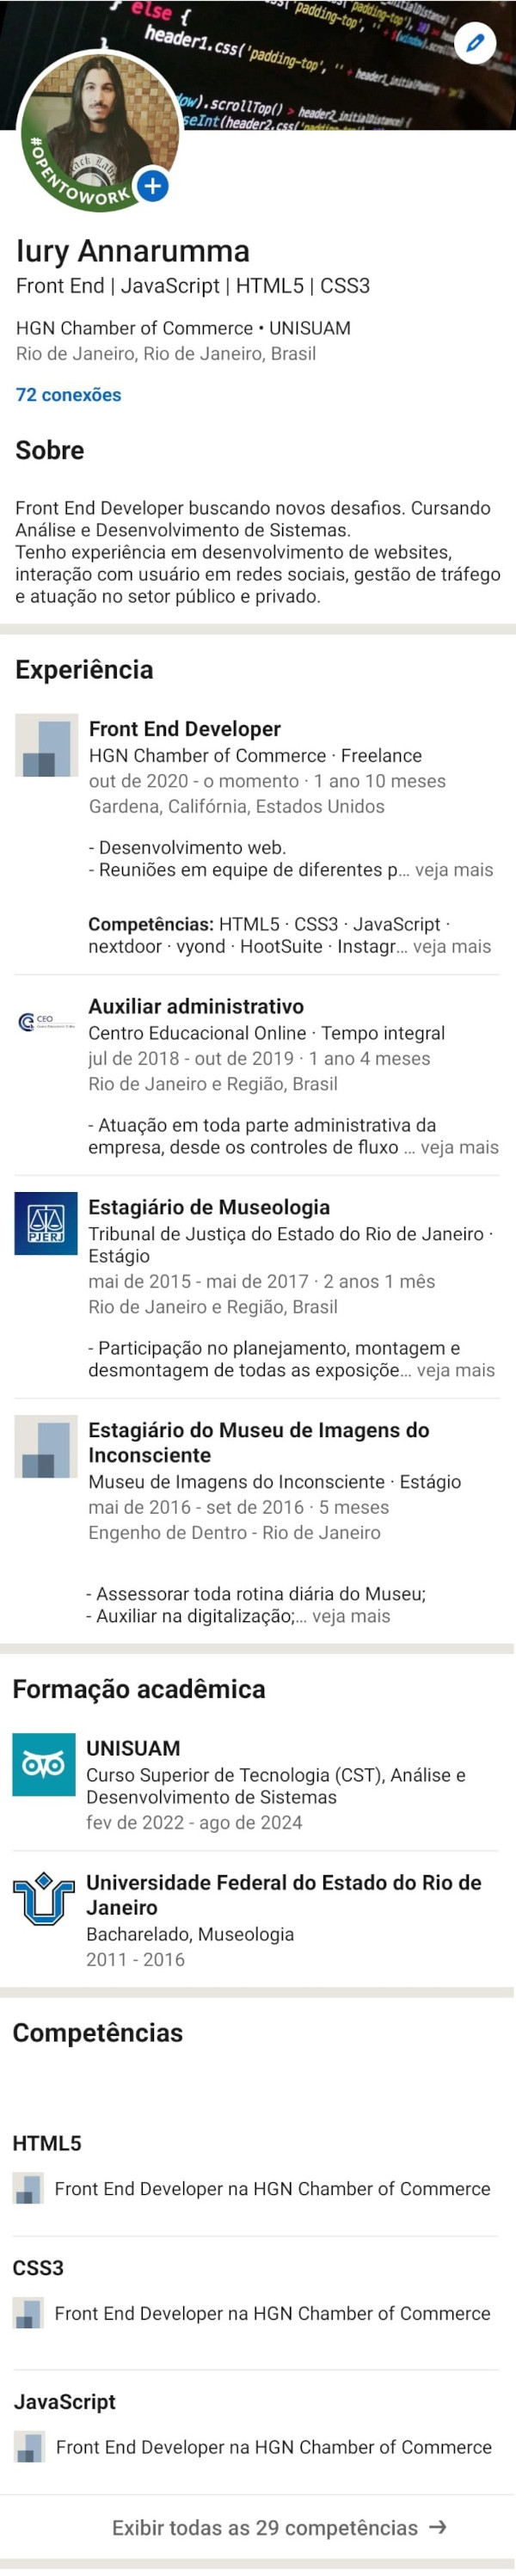 else {
header1.css('padding-top', '' +
header1_initialPadding +
'padding-top', '' +
padding-top'),
ow).scrollTop() > header2_initialDistance) {
seInt(header2.css('padding
#OPENTOWORK
Iury Annarumma
Front End | JavaScript | HTML5 | CSS3
HGN Chamber of Commerce • UNISUAM
Rio de Janeiro, Rio de Janeiro, Brasil
72 conexões
Sobre
Front End Developer buscando novos desafios. Cursando
Análise e Desenvolvimento de Sistemas.
Tenho experiência em desenvolvimento de websites,
interação com usuário em redes sociais, gestão de tráfego
e atuação no setor público e privado.
Experiência
Front End Developer
HGN Chamber of Commerce · Freelance
out de 2020 - o momento · 1 ano 10 meses
Gardena, Califórnia, Estados Unidos
- Desenvolvimento web.
- Reuniões em equipe de diferentes p... veja mais
Competências: HTML5 · CSS3 · JavaScript ·
nextdoor · vyond · HootSuite · Instagr... veja mais
CEO
Auxiliar administrativo
Centro Educacional Online · Tempo integral
jul de 2018 - out de 2019 · 1 ano 4 meses
Rio de Janeiro e Região, Brasil
- Atuação em toda parte administrativa da
empresa, desde os controles de fluxo ... veja mais
PJERJ
Estagiário de Museologia
Tribunal de Justiça do Estado do Rio de Janeiro ·
Estágio
mai de 2015 - mai de 2017 · 2 anos 1 mês
Rio de Janeiro e Região, Brasil
- Participação no planejamento, montagem e
desmontagem de todas as exposiçõe... veja mais
Estagiário do Museu de Imagens do
Inconsciente
Museu de Imagens do Inconsciente · Estágio
mai de 2016 - set de 2016 · 5 meses
Engenho de Dentro - Rio de Janeiro
- Assessorar toda rotina diária do Museu;
- Auxiliar na digitalização;... veja mais
Formação acadêmica
UNISUAM
Curso Superior de Tecnologia (CST), Análise e
Desenvolvimento de Sistemas
fev de 2022 - ago de 2024
Universidade Federal do Estado do Rio de
Janeiro
Bacharelado, Museologia
2011 - 2016
Competências
HTML5
Front End Developer na HGN Chamber of Commerce
CSS3
Front End Developer na HGN Chamber of Commerce
JavaScript
Front End Developer na HGN Chamber of Commerce
Exibir todas as 29 competências →